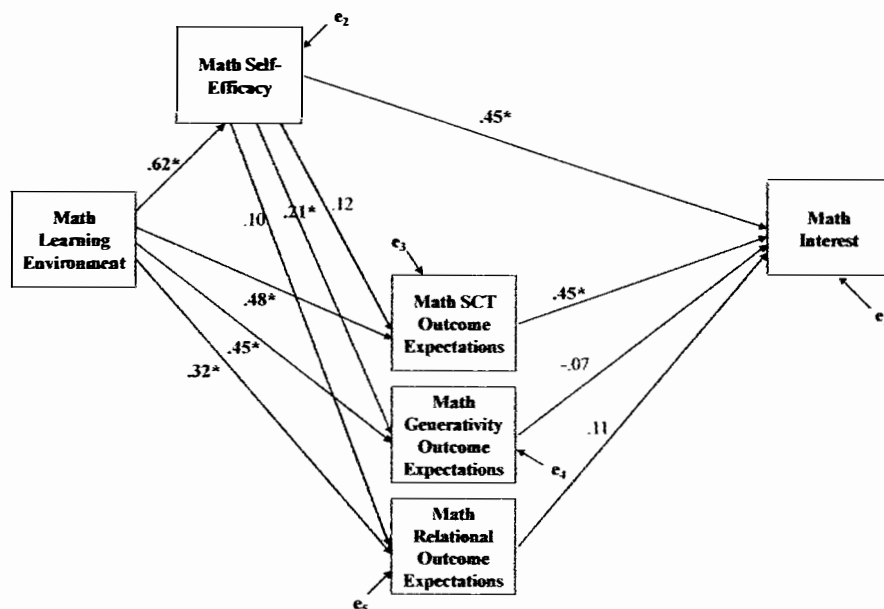 e2
Math Self-
Efficacy
.45*
.62*
.10
.21*
.12
Math
Learning
Environment
Math
Interest
e3
.48*
Math SCT
Outcome
Expectations
.45*
.45*
.32*
-.07
e
Math
Generativity
Outcome
Expectations
.11
e4
Math
Relational
Outcome
Expectations
e5